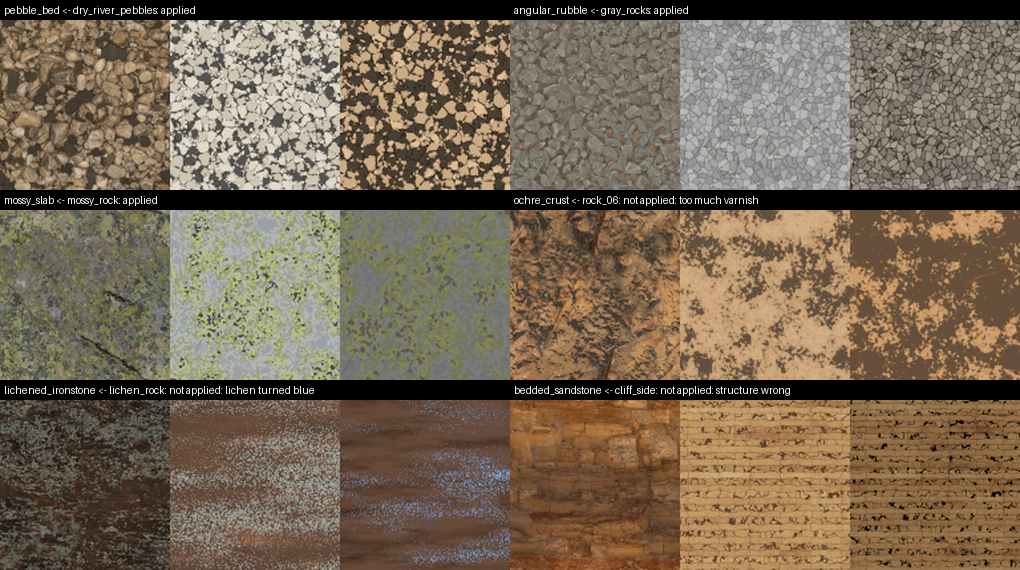 pebble_bed <- dry_river_pebbles: applied
angular_rubble <- gray_rocks: applied
mossy_slab <- mossy_rock: applied
ochre_crust <- rock_06: not applied: too much varnish
lichened_ironstone <- lichen_rock: not applied: lichen turned blue
bedded_sandstone <- cliff_side: not applied: structure wrong